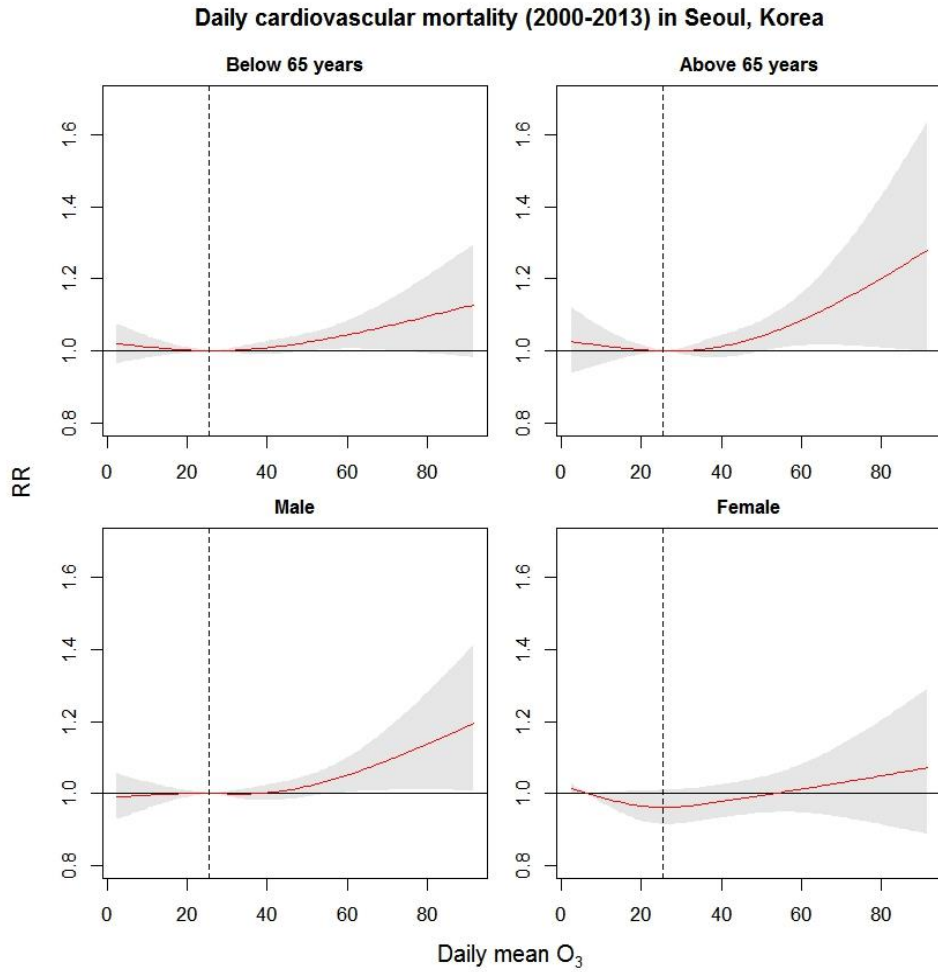 Daily cardiovascular mortality (2000-2013) in Seoul, Korea
Below 65 years
Above 65 years
0.8 1.0 1.2 1.4 1.6
0 20 40 60 80
0.8 1.0 1.2 1.4 1.6
0 20 40 60 80
RR
Male
Female
0.8 1.0 1.2 1.4 1.6
0 20 40 60 80
0.8 1.0 1.2 1.4 1.6
0 20 40 60 80
Daily mean O₃